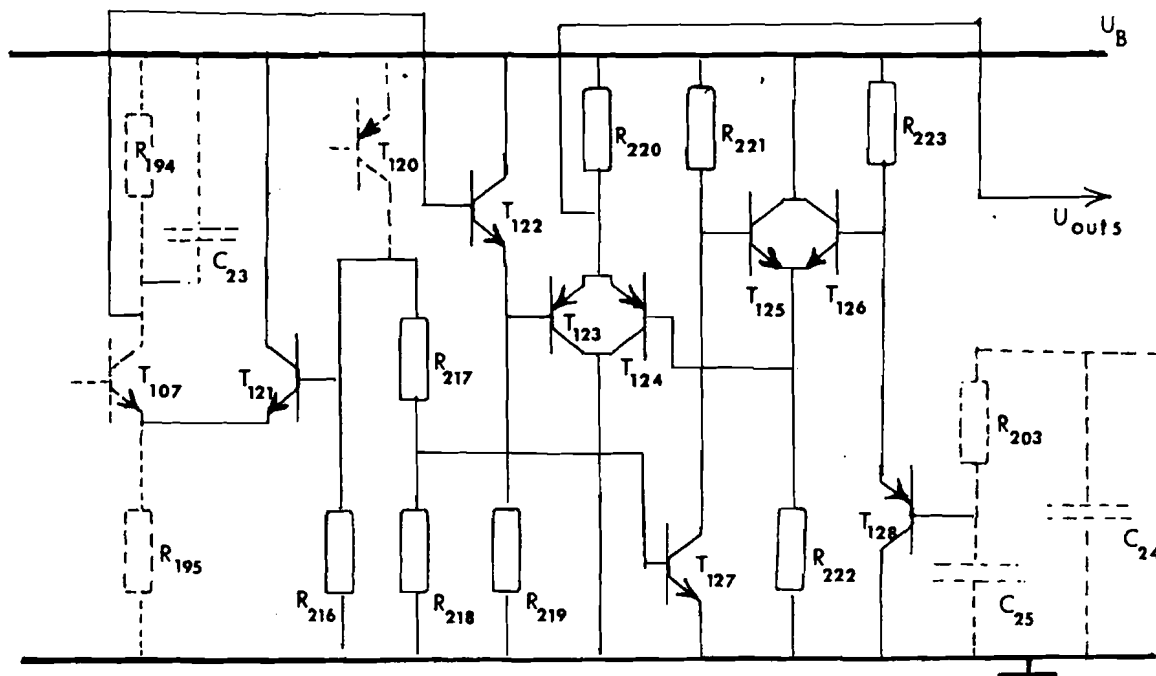 U_B
R_194
T_120
R_220
R_221
R_223
T_122
U_out5
C_23
T_125
T_126
T_123
T_107
T_121
R_217
T_124
R_203
T_128
C_24
R_195
T_127
R_222
R_216
R_218
R_219
C_25